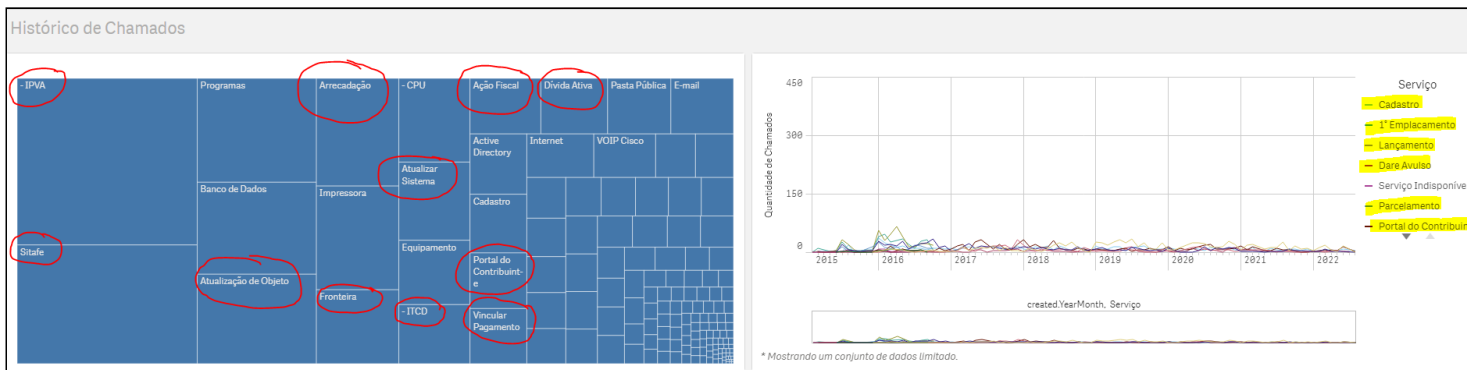 Histórico de Chamados
- IPVA
Programas
Arrecadação
- CPU
Ação Fiscal
Dívida Ativa
Pasta Pública
E-mail
Active
Directory
Internet
VOIP Cisco
Atualizar
Sistema
Banco de Dados
Impressora
Cadastro
Sitafe
Equipamento
Portal do
Contribuint-
e
Atualização de Objeto
Fronteira
- ITCD
Vincular
Pagamento
450
300
150
0
Quantidade de Chamados
2015 2016 2017 2018 2019 2020 2021 2022
created.YearMonth, Serviço
Serviço
Cadastro
1° Emplacamento
Lançamento
Dare Avulso
Serviço Indisponíve
Parcelamento
Portal do Contribuin
* Mostrando um conjunto de dados limitado.